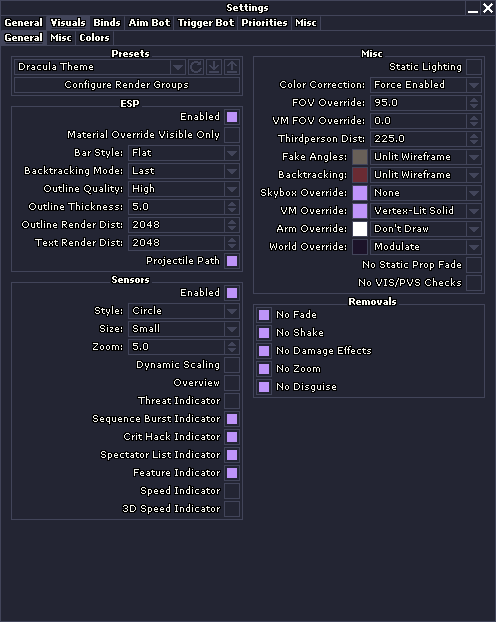 Settings
General Visuals Binds Aim Bot Trigger Bot Priorities Misc
General Misc Colors
Presets
Dracula Theme
Configure Render Groups
ESP
Enabled
Material Override Visible Only
Bar Style: Flat
Backtracking Mode: Last
Outline Quality: High
Outline Thickness: 5.0
Outline Render Dist: 2048
Text Render Dist: 2048
Projectile Path
Sensors
Enabled
Style: Circle
Size: Small
Zoom: 5.0
Dynamic Scaling
Overview
Threat Indicator
Sequence Burst Indicator
Crit Hack Indicator
Spectator List Indicator
Feature Indicator
Speed Indicator
3D Speed Indicator
Misc
Static Lighting
Color Correction: Force Enabled
FOV Override: 95.0
VM FOV Override: 0.0
Thirdperson Dist: 225.0
Fake Angles: Unlit Wireframe
Backtracking: Unlit Wireframe
Skybox Override: None
VM Override: Vertex-Lit Solid
Arm Override: Don't Draw
World Override: Modulate
No Static Prop Fade
No VIS/PVS Checks
Removals
No Fade
No Shake
No Damage Effects
No Zoom
No Disguise